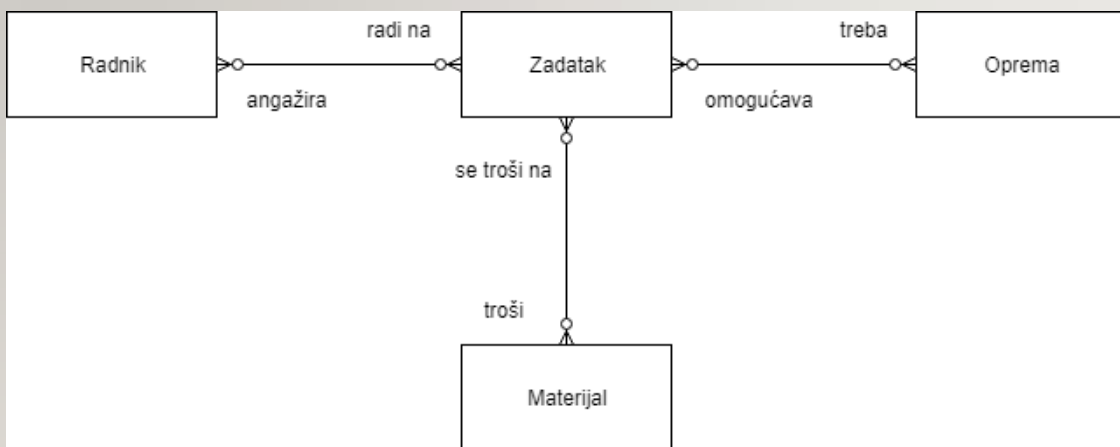 radi na
treba
Radnik
Zadatak
Oprema
angažira
omogućava
se troši na
troši
Materijal